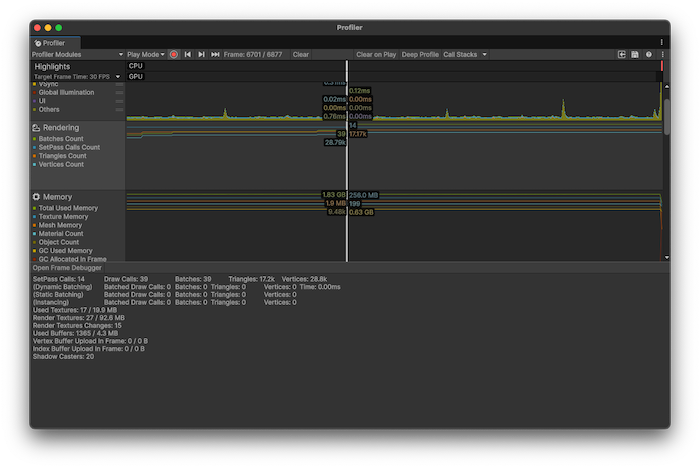 Profiler
Profiler
Profiler Modules Play Mode Frame: 6701 / 6877 Clear Clear on Play Deep Profile Call Stacks
Highlights CPU
Target Frame Time: 30 FPS GPU
VSync
Global Illumination 0.12ms
UI 0.02ms 0.00ms
Others 0.00ms 0.00ms
0.76ms 0.00ms
Rendering 14
Batches Count 39 17.17k
SetPass Calls Count 28.79k
Triangles Count
Vertices Count
Memory 1.83 GB 256.0 MB
Total Used Memory 1.9 MB 199
Texture Memory 9.48k 0.63 GB
Mesh Memory
Material Count
Object Count
GC Used Memory
GC Allocated In Frame
Open Frame Debugger
SetPass Calls: 14 Draw Calls: 39 Batches: 39 Triangles: 17.2k Vertices: 28.8k
(Dynamic Batching) Batched Draw Calls: 0 Batches: 0 Triangles: 0 Vertices: 0 Time: 0.00ms
(Static Batching) Batched Draw Calls: 0 Batches: 0 Triangles: 0 Vertices: 0
(Instancing) Batched Draw Calls: 0 Batches: 0 Triangles: 0 Vertices: 0
Used Textures: 17 / 19.9 MB
Render Textures: 27 / 92.6 MB
Render Textures Changes: 15
Used Buffers: 1365 / 4.3 MB
Vertex Buffer Upload In Frame: 0 / 0 B
Index Buffer Upload In Frame: 0 / 0 B
Shadow Casters: 20